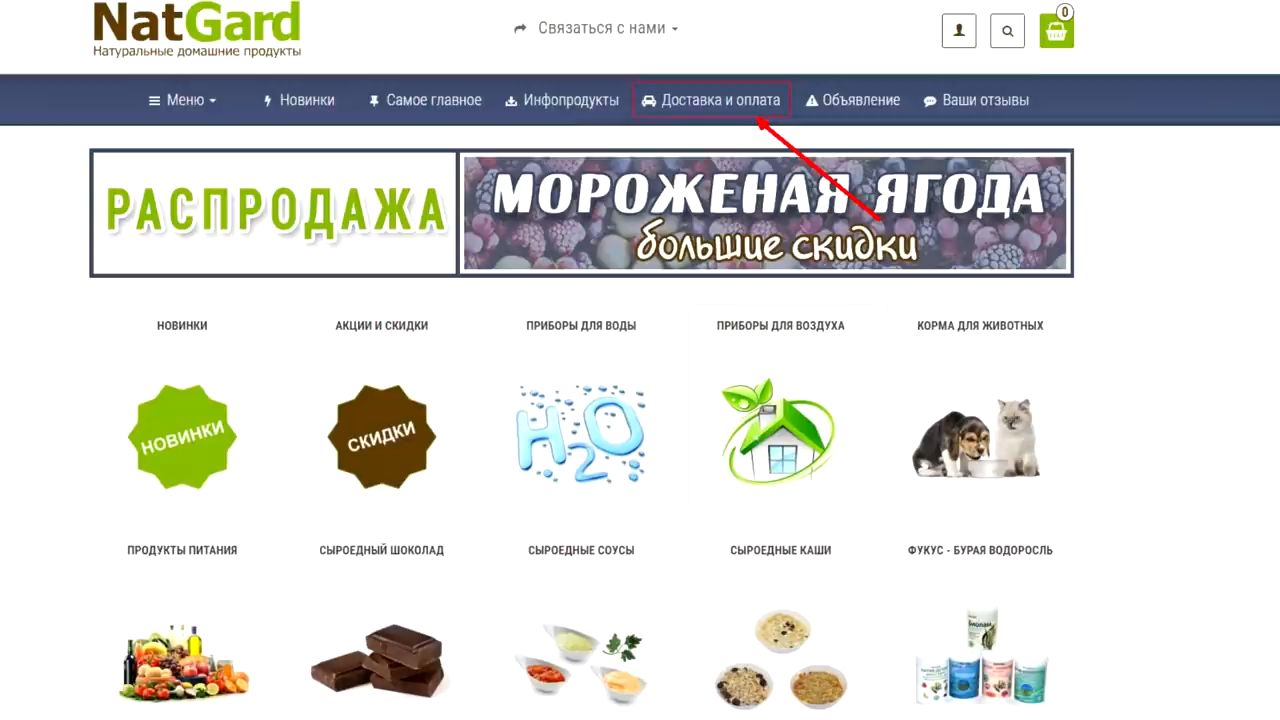 NatGard
Натуральные домашние продукты
Связаться с нами
0
Меню
Новинки
Самое главное
Инфопродукты
Доставка и оплата
Объявление
Ваши отзывы
РАСПРОДАЖА
МОРОЖЕНАЯ ЯГОДА
большие скидки
НОВИНКИ
АКЦИИ И СКИДКИ
ПРИБОРЫ ДЛЯ ВОДЫ
ПРИБОРЫ ДЛЯ ВОЗДУХА
КОРМА ДЛЯ ЖИВОТНЫХ
НОВИНКИ
СКИДКИ
H2O
ПРОДУКТЫ ПИТАНИЯ
СЫРОЕДНЫЙ ШОКОЛАД
СЫРОЕДНЫЕ СОУСЫ
СЫРОЕДНЫЕ КАШИ
ФУКУС - БУРАЯ ВОДОРОСЛЬ